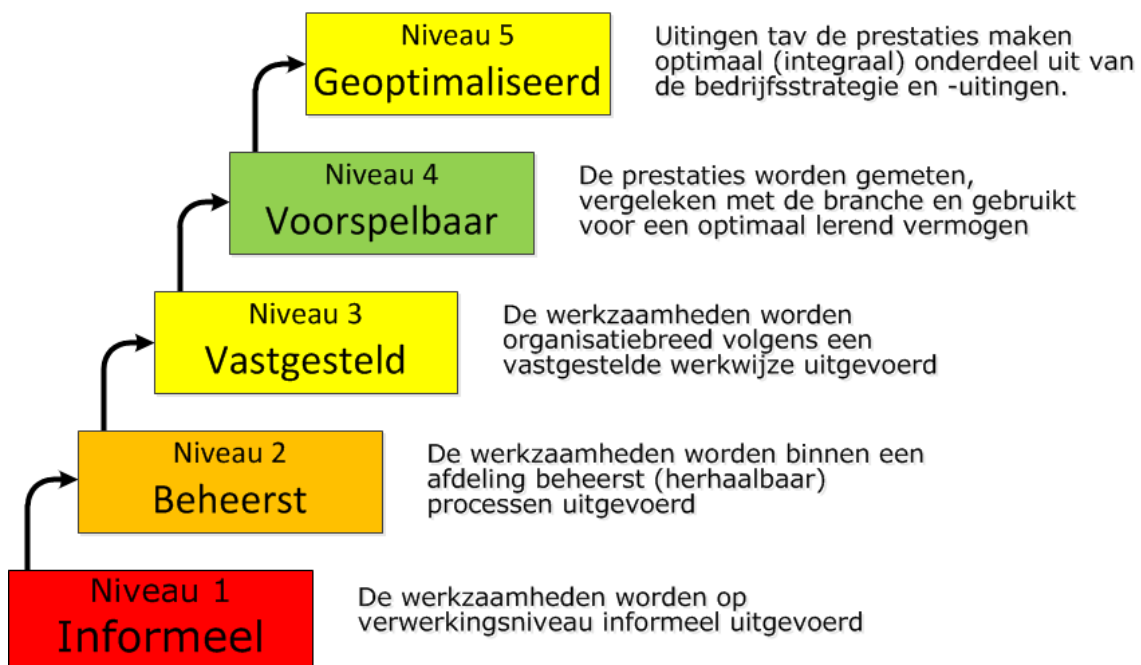 Niveau 5
Geoptimaliseerd
Uitingen tav de prestaties maken
optimaal (integraal) onderdeel uit van
de bedrijfsstrategie en -uitingen.
Niveau 4
Voorspelbaar
De prestaties worden gemeten,
vergeleken met de branche en gebruikt
voor een optimaal lerend vermogen
Niveau 3
Vastgesteld
De werkzaamheden worden
organisatiebreed volgens een
vastgestelde werkwijze uitgevoerd
Niveau 2
Beheerst
De werkzaamheden worden binnen een
afdeling beheerst (herhaalbaar)
processen uitgevoerd
Niveau 1
Informeel
De werkzaamheden worden op
verwerkingsniveau informeel uitgevoerd